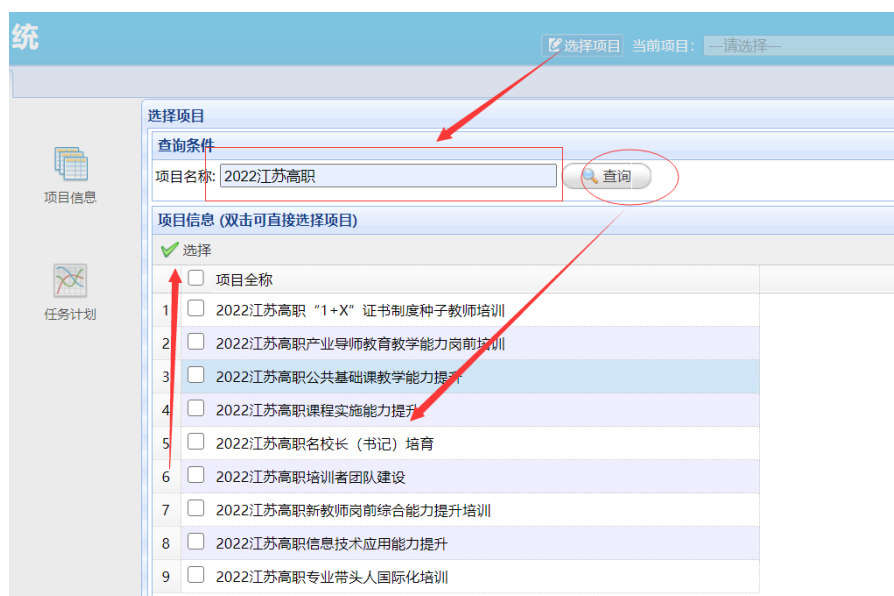 统
选择项目 当前项目: ---请选择---
选择项目
查询条件
项目名称: 2022江苏高职 查询
项目信息
项目信息 (双击可直接选择项目)
选择
项目全称
1 2022江苏高职“1+X”证书制度种子教师培训
任务计划
2 2022江苏高职产业导师教育教学能力岗前培训
3 2022江苏高职公共基础课教学能力提升
4 2022江苏高职课程实施能力提升
5 2022江苏高职名校长（书记）培育
6 2022江苏高职培训者团队建设
7 2022江苏高职新教师岗前综合能力提升培训
8 2022江苏高职信息技术应用能力提升
9 2022江苏高职专业带头人国际化培训